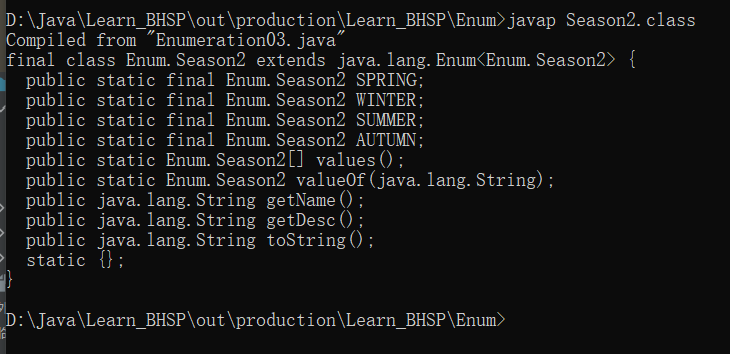 D:\Java\Learn_BHSP\out\production\Learn_BHSP\Enum>javap Season2.class
Compiled from "Enumeration03.java"
final class Enum.Season2 extends java.lang.Enum<Enum.Season2> {
  public static final Enum.Season2 SPRING;
  public static final Enum.Season2 WINTER;
  public static final Enum.Season2 SUMMER;
  public static final Enum.Season2 AUTUMN;
  public static Enum.Season2[] values();
  public static Enum.Season2 valueOf(java.lang.String);
  public java.lang.String getName();
  public java.lang.String getDesc();
  public java.lang.String toString();
  static {};
}
D:\Java\Learn_BHSP\out\production\Learn_BHSP\Enum>